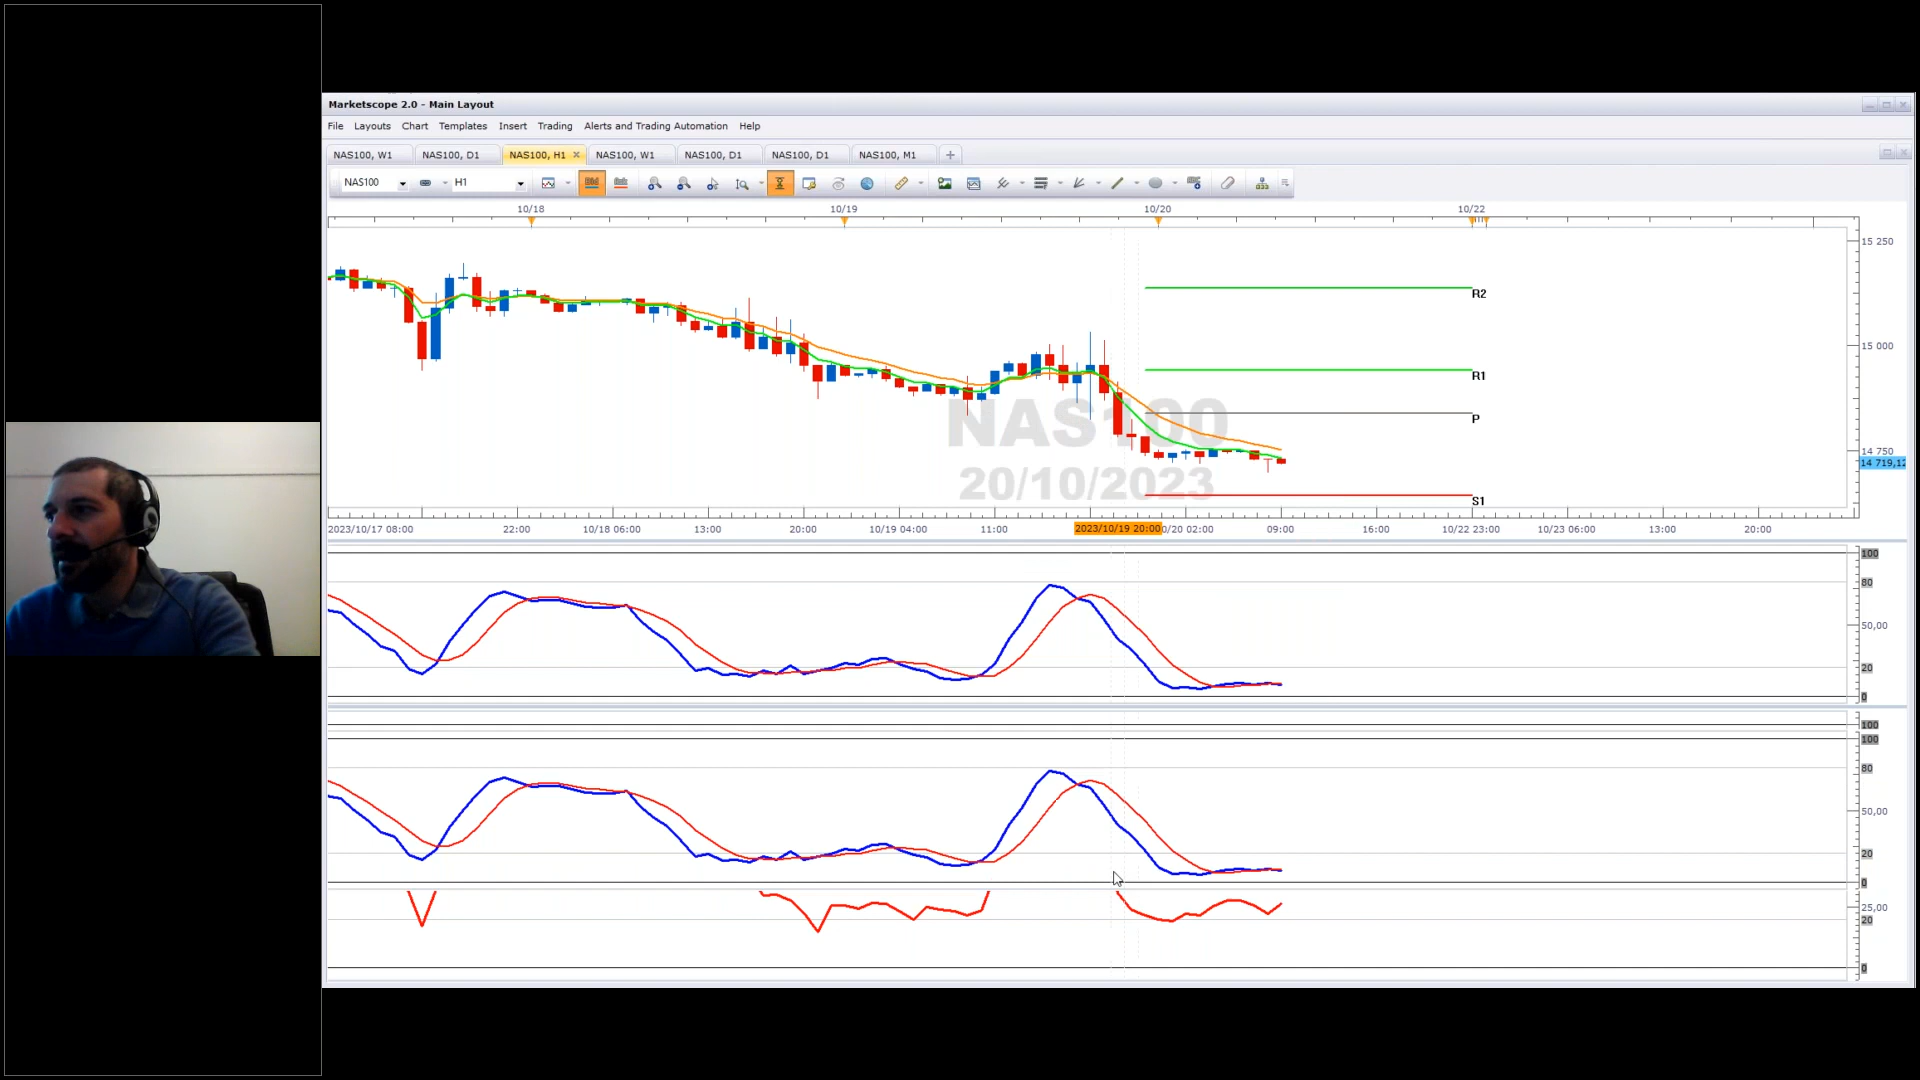 Marketscope 2.0 - Main Layout
File Layouts Chart Templates Insert Trading Alerts and Trading Automation Help
NAS100, W1 NAS100, D1 NAS100, H1 NAS100, W1 NAS100, D1 NAS100, D1 NAS100, M1
NAS100 H1
10/18 10/19 10/20 10/22
15 250
R2
15 000
R1
P
NAS100
14 750
14 719,12
20/10/2023
S1
2023/10/17 08:00 22:00 10/18 06:00 13:00 20:00 10/19 04:00 11:00 2023/10/19 20:00 0/20 02:00 09:00 16:00 10/22 23:00 10/23 06:00 13:00 20:00
100
80
50,00
20
0
100
100
80
50,00
20
0
25,00
20
0